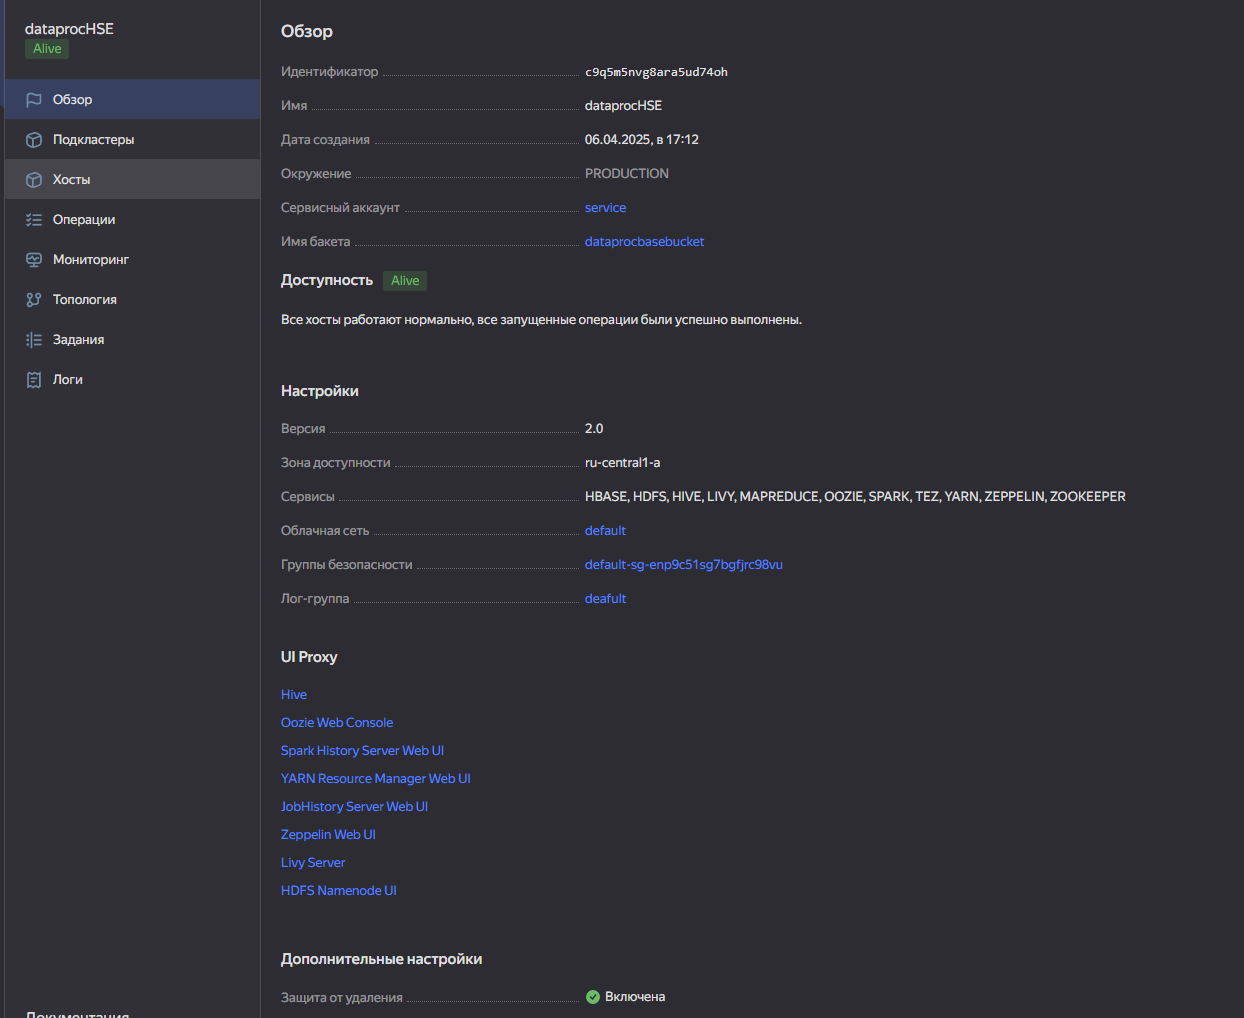 dataprocHSE
Alive
Обзор
Подкластеры
Хосты
Операции
Мониторинг
Топология
Задания
Логи
Документация
Обзор
Идентификатор c9q5m5nvg8ara5ud74oh
Имя dataprocHSE
Дата создания 06.04.2025, в 17:12
Окружение PRODUCTION
Сервисный аккаунт service
Имя бакета dataprocbasebucket
Доступность Alive
Все хосты работают нормально, все запущенные операции были успешно выполнены.
Настройки
Версия 2.0
Зона доступности ru-central1-a
Сервисы HBASE, HDFS, HIVE, LIVY, MAPREDUCE, OOZIE, SPARK, TEZ, YARN, ZEPPELIN, ZOOKEEPER
Облачная сеть default
Группы безопасности default-sg-enp9c51sg7bgfjrc98vu
Лог-группа deafult
UI Proxy
Hive
Oozie Web Console
Spark History Server Web UI
YARN Resource Manager Web UI
JobHistory Server Web UI
Zeppelin Web UI
Livy Server
HDFS Namenode UI
Дополнительные настройки
Защита от удаления Включена